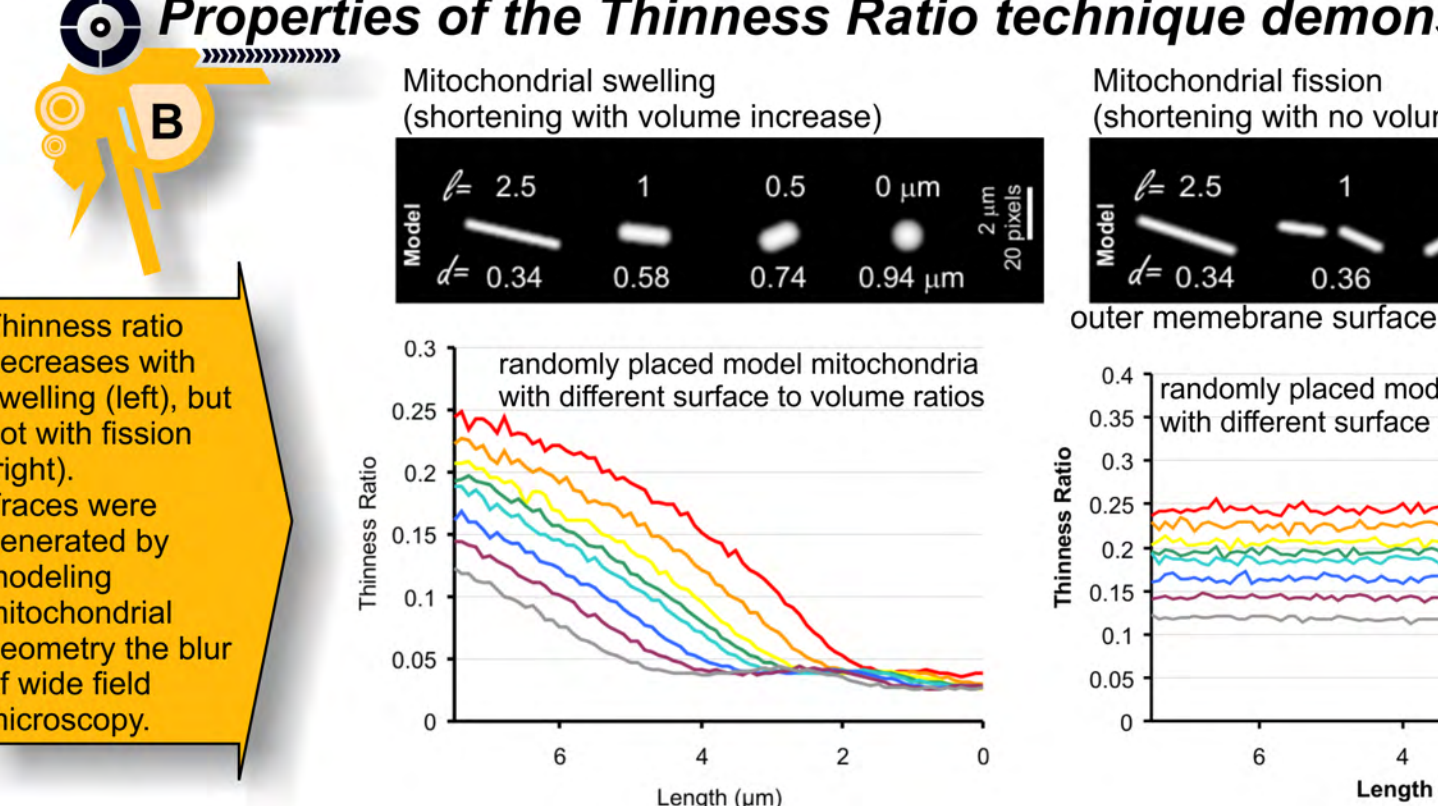 Properties of the Thinness Ratio technique demons
B
Mitochondrial swelling
(shortening with volume increase)
Model
ℓ= 2.5 1 0.5 0 μm
d= 0.34 0.58 0.74 0.94 μm
2 μm
20 pixels
Mitochondrial fission
(shortening with no volum
Model
ℓ= 2.5 1
d= 0.34 0.36
outer memebrane surface
hinness ratio
ecreases with
welling (left), but
ot with fission
right).
races were
enerated by
modeling
mitochondrial
eometry the blur
f wide field
microscopy.
randomly placed model mitochondria
with different surface to volume ratios
Thinness Ratio
0.3
0.25
0.2
0.15
0.1
0.05
0
6 4 2 0
Length (μm)
randomly placed mod
with different surface
Thinness Ratio
0.4
0.35
0.3
0.25
0.2
0.15
0.1
0.05
0
6 4
Length